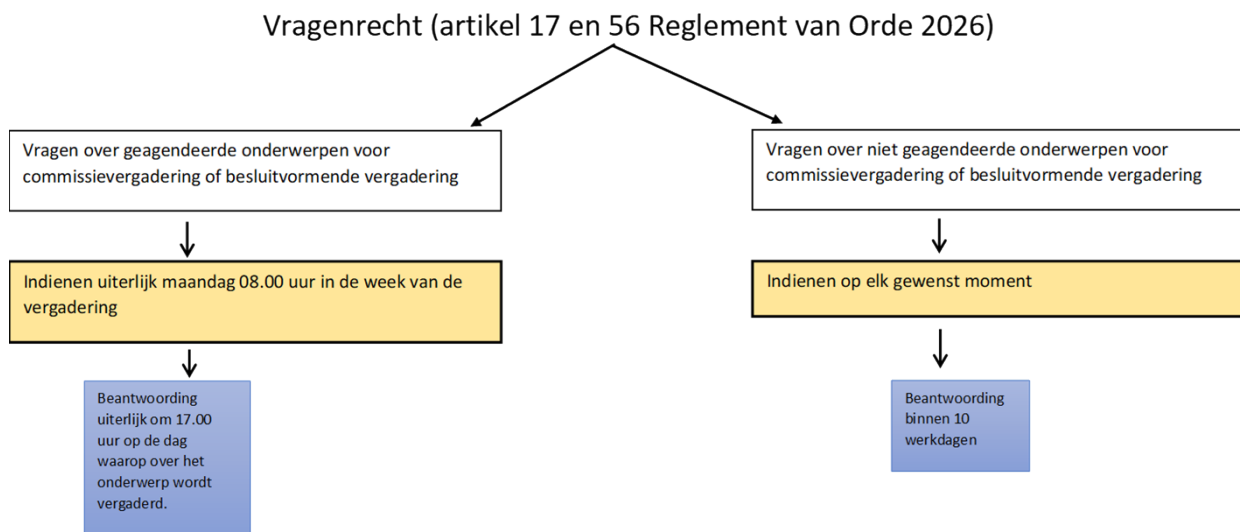 Vragenrecht (artikel 17 en 56 Reglement van Orde 2026)
Vragen over geagendeerde onderwerpen voor
commissievergadering of besluitvormende vergadering
Indienen uiterlijk maandag 08.00 uur in de week van de
vergadering
Beantwoording
uiterlijk om 17.00
uur op de dag
waarop over het
onderwerp wordt
vergaderd.
Vragen over niet geagendeerde onderwerpen voor
commissievergadering of besluitvormende vergadering
Indienen op elk gewenst moment
Beantwoording
binnen 10
werkdagen